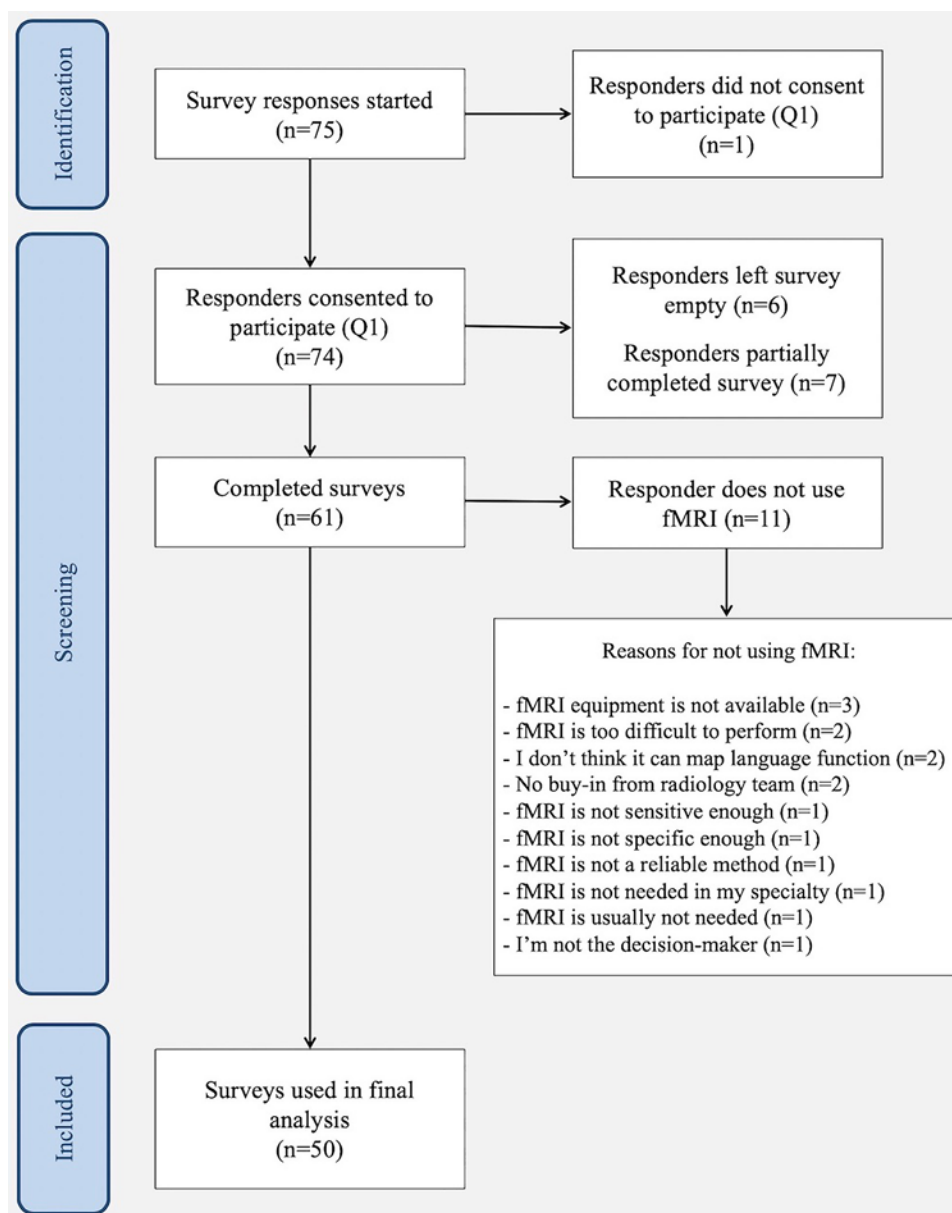 Identification
Survey responses started
(n=75)
Responders did not consent
to participate (Q1)
(n=1)
Screening
Responders consented to
participate (Q1)
(n=74)
Responders left survey
empty (n=6)
Responders partially
completed survey (n=7)
Completed surveys
(n=61)
Responder does not use
fMRI (n=11)
Reasons for not using fMRI:
- fMRI equipment is not available (n=3)
- fMRI is too difficult to perform (n=2)
- I don’t think it can map language function (n=2)
- No buy-in from radiology team (n=2)
- fMRI is not sensitive enough (n=1)
- fMRI is not specific enough (n=1)
- fMRI is not a reliable method (n=1)
- fMRI is not needed in my specialty (n=1)
- fMRI is usually not needed (n=1)
- I’m not the decision-maker (n=1)
Included
Surveys used in final
analysis
(n=50)